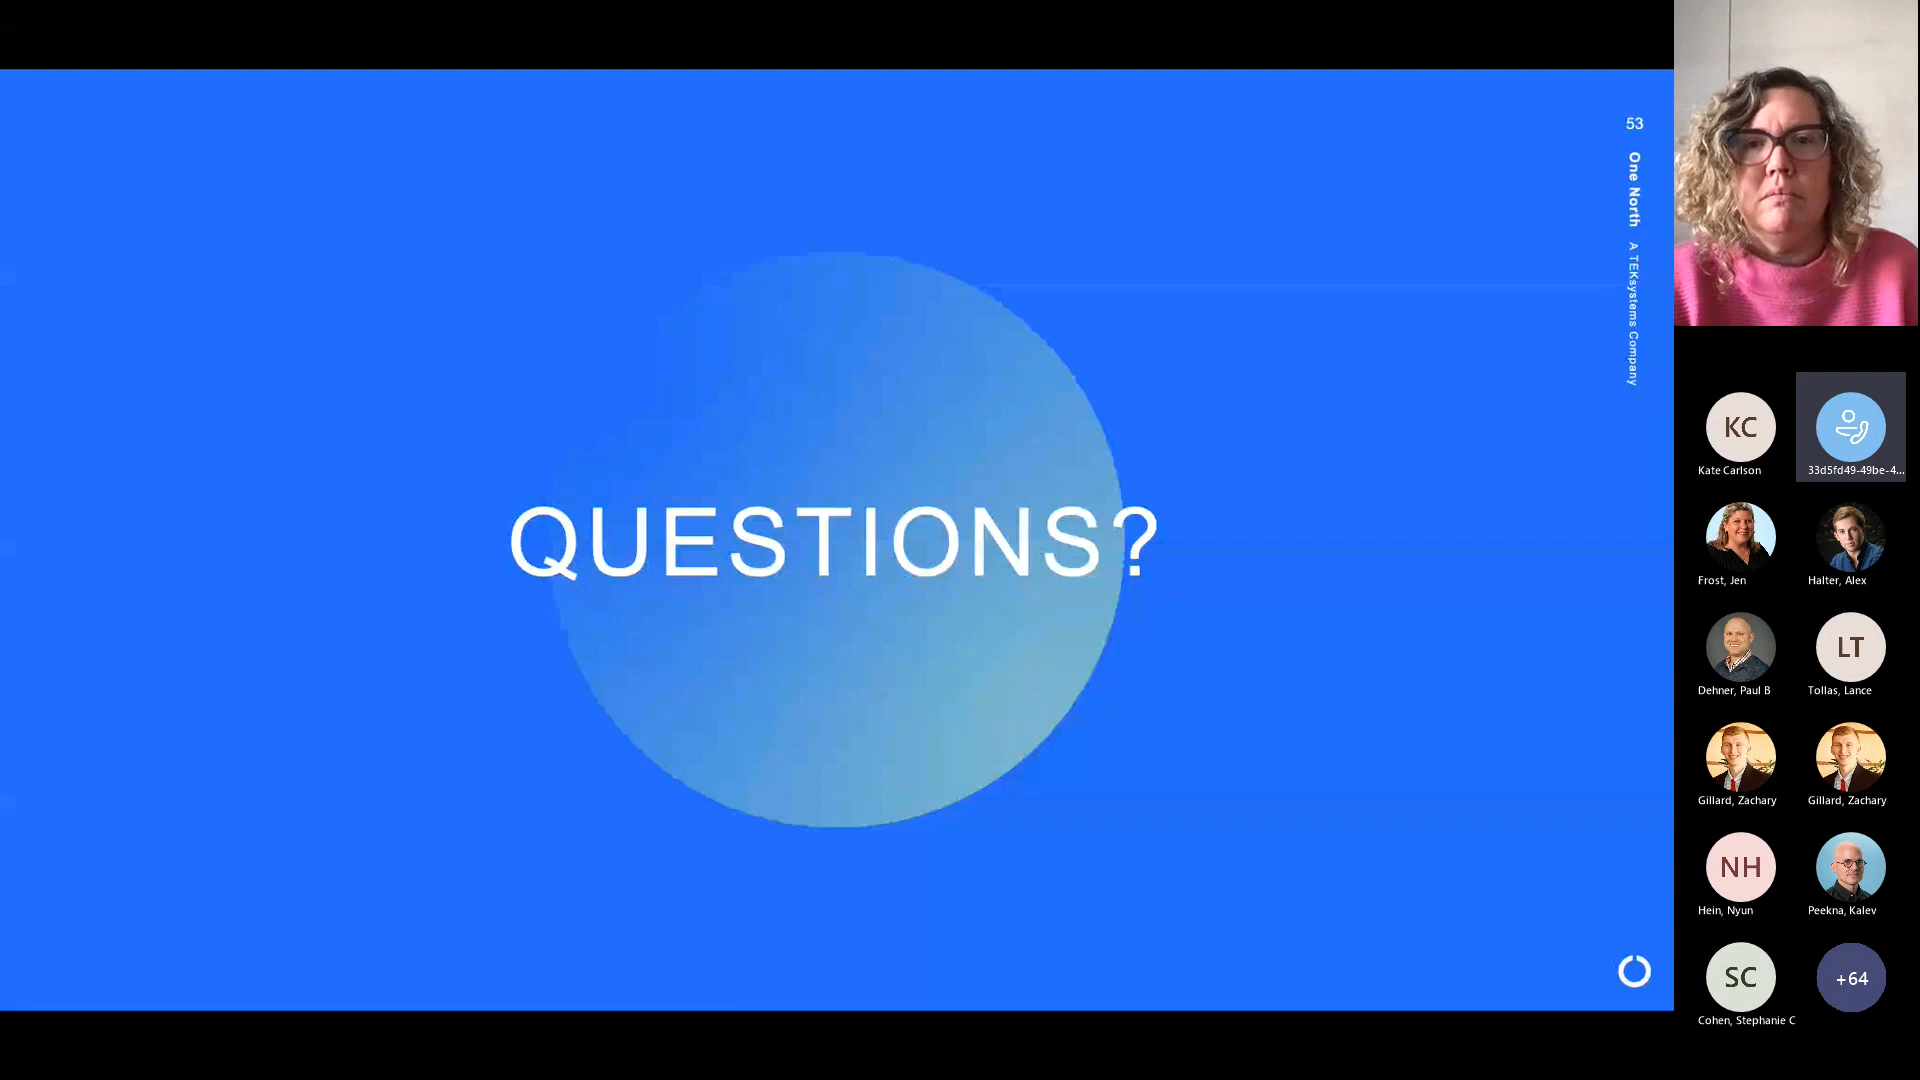 53
One North A TEKsystems Company
QUESTIONS?
KC
Kate Carlson
33d5fd49-49be-4...
Frost, Jen
Halter, Alex
Dehner, Paul B
LT
Tollas, Lance
Gillard, Zachary
Gillard, Zachary
NH
Hein, Nyun
Peekna, Kalev
SC
Cohen, Stephanie C
+64